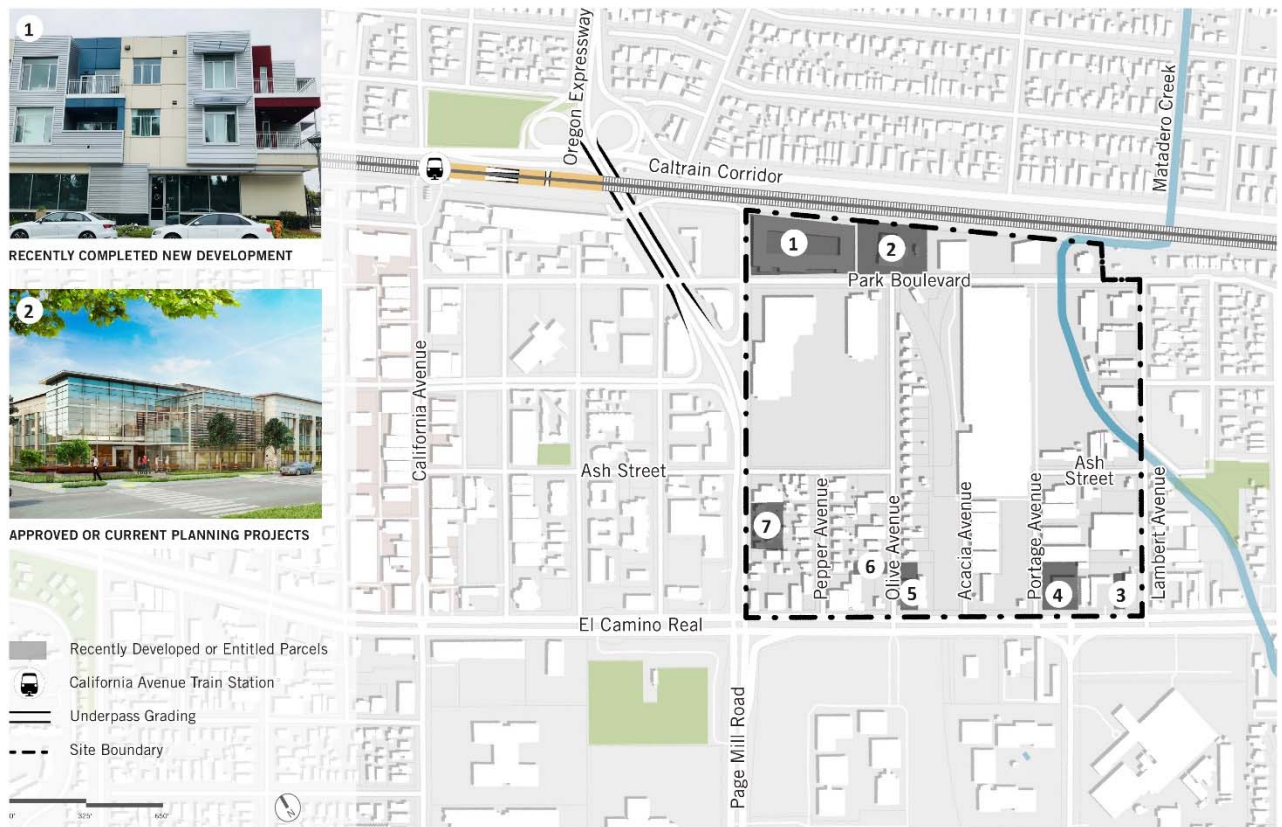 1
RECENTLY COMPLETED NEW DEVELOPMENT
2
APPROVED OR CURRENT PLANNING PROJECTS
Recently Developed or Entitled Parcels
California Avenue Train Station
Underpass Grading
Site Boundary
0'
325'
650'
N
Oregon Expressway
Caltrain Corridor
Matadero Creek
1
2
Park Boulevard
California Avenue
Ash Street
Ash
Street
7
Pepper Avenue
6
Olive Avenue
5
Acacia Avenue
Portage Avenue
4
3
Lambert Avenue
El Camino Real
Page Mill Road